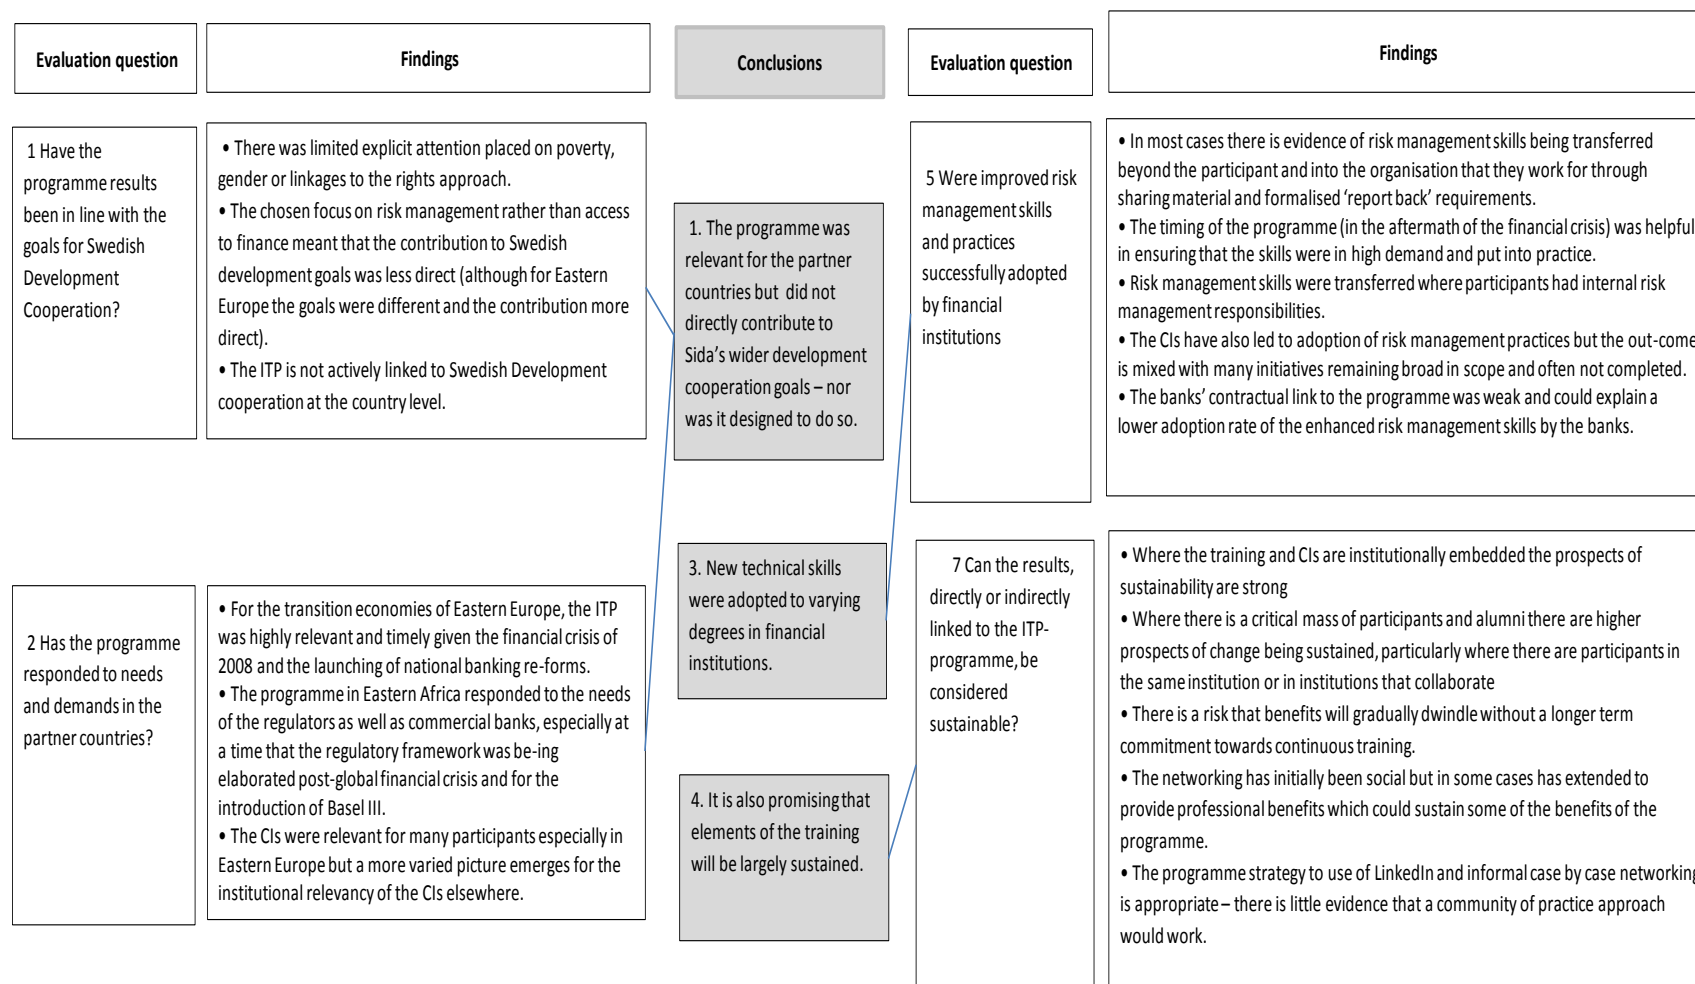 Evaluation question
Findings
Conclusions
Evaluation question
Findings
1 Have the
programme results
been in line with the
goals for Swedish
Development
Cooperation?
• There was limited explicit attention placed on poverty,
gender or linkages to the rights approach.
• The chosen focus on risk management rather than access
to finance meant that the contribution to Swedish
development goals was less direct (although for Eastern
Europe the goals were different and the contribution more
direct).
• The ITP is not actively linked to Swedish Development
cooperation at the country level.
2 Has the programme
responded to needs
and demands in the
partner countries?
• For the transition economies of Eastern Europe, the ITP
was highly relevant and timely given the financial crisis of
2008 and the launching of national banking re-forms.
• The programme in Eastern Africa responded to the needs
of the regulators as well as commercial banks, especially at
a time that the regulatory framework was be-ing
elaborated post-global financial crisis and for the
introduction of Basel III.
• The CIs were relevant for many participants especially in
Eastern Europe but a more varied picture emerges for the
institutional relevancy of the CIs elsewhere.
1. The programme was
relevant for the partner
countries but did not
directly contribute to
Sida's wider development
cooperation goals – nor
was it designed to do so.
3. New technical skills
were adopted to varying
degrees in financial
institutions.
4. It is also promising that
elements of the training
will be largely sustained.
5 Were improved risk
management skills
and practices
successfully adopted
by financial
institutions
• In most cases there is evidence of risk management skills being transferred
beyond the participant and into the organisation that they work for through
sharing material and formalised 'report back' requirements.
• The timing of the programme (in the aftermath of the financial crisis) was helpful
in ensuring that the skills were in high demand and put into practice.
• Risk management skills were transferred where participants had internal risk
management responsibilities.
• The CIs have also led to adoption of risk management practices but the out-come
is mixed with many initiatives remaining broad in scope and often not completed.
• The banks' contractual link to the programme was weak and could explain a
lower adoption rate of the enhanced risk management skills by the banks.
7 Can the results,
directly or indirectly
linked to the ITP-
programme, be
considered
sustainable?
• Where the training and CIs are institutionally embedded the prospects of
sustainability are strong
• Where there is a critical mass of participants and alumni there are higher
prospects of change being sustained, particularly where there are participants in
the same institution or in institutions that collaborate
• There is a risk that benefits will gradually dwindle without a longer term
commitment towards continuous training.
• The networking has initially been social but in some cases has extended to
provide professional benefits which could sustain some of the benefits of the
programme.
• The programme strategy to use of LinkedIn and informal case by case networking
is appropriate – there is little evidence that a community of practice approach
would work.